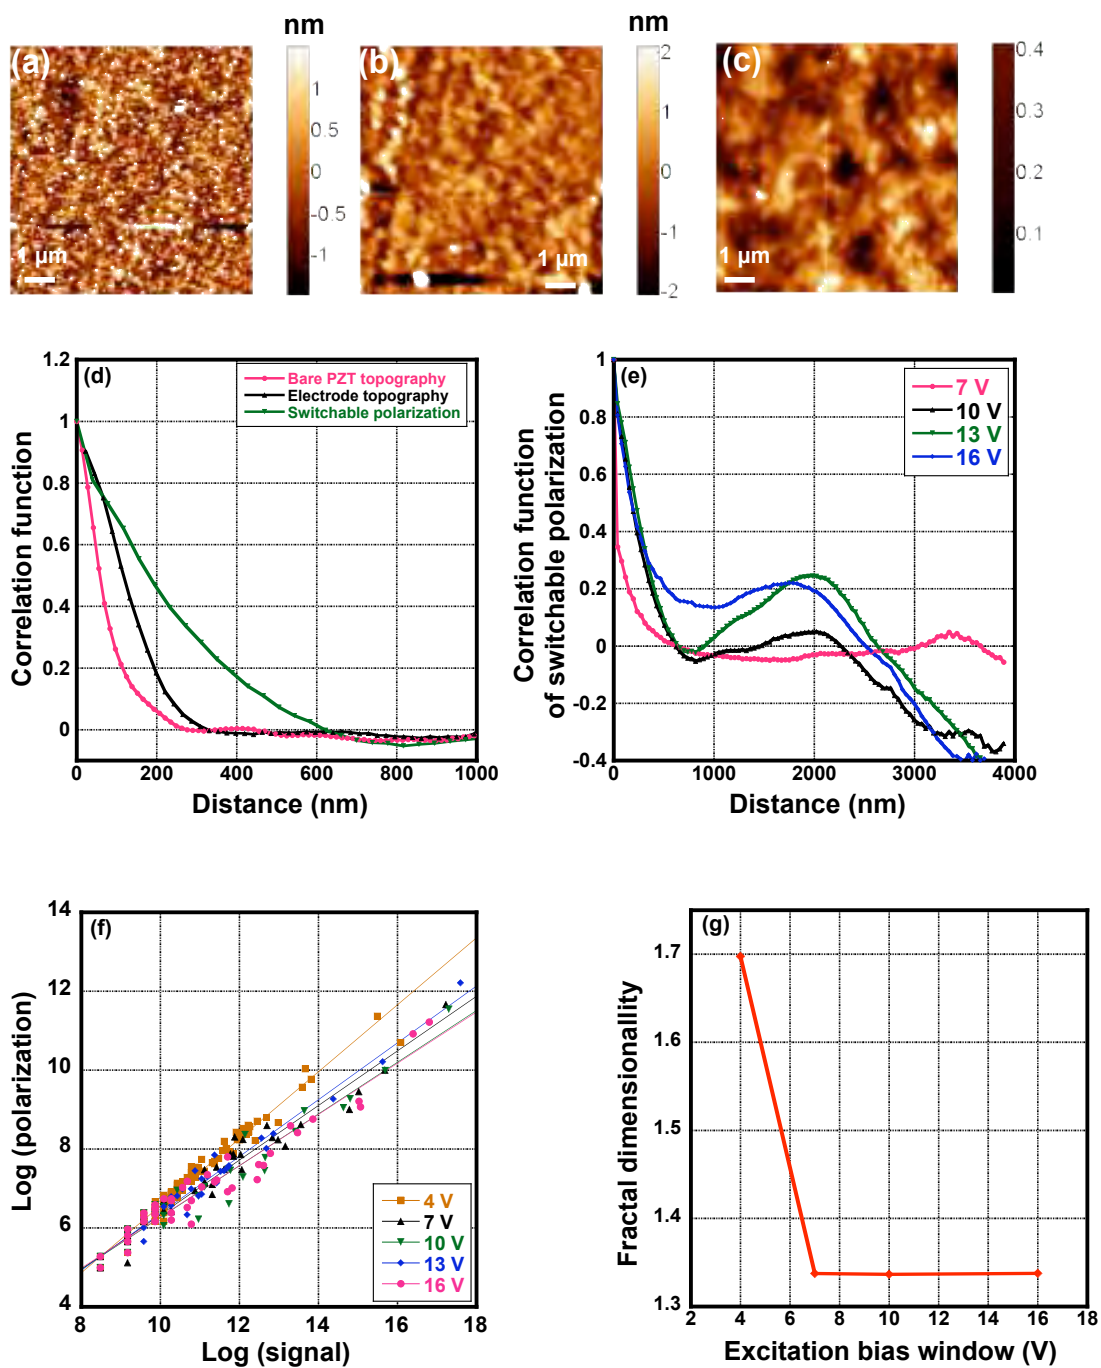 nm
nm
(a)
(b)
(c)
1
0.5
0
-0.5
-1
2
1
0
-1
-2
0.4
0.3
0.2
0.1
1 µm
1 µm
1 µm
(d)
Bare PZT topography
Electrode topography
Switchable polarization
1.2
1
0.8
0.6
0.4
0.2
0
0 200 400 600 800 1000
Correlation function
Distance (nm)
(e)
7 V
10 V
13 V
16 V
1
0.8
0.6
0.4
0.2
0
-0.2
-0.4
0 1000 2000 3000 4000
Correlation function
of switchable polarization
Distance (nm)
(f)
14
12
10
8
6
4
8 10 12 14 16 18
4 V
7 V
10 V
13 V
16 V
Log (polarization)
Log (signal)
(g)
1.7
1.6
1.5
1.4
1.3
2 4 6 8 10 12 14 16 18
Fractal dimensionallity
Excitation bias window (V)